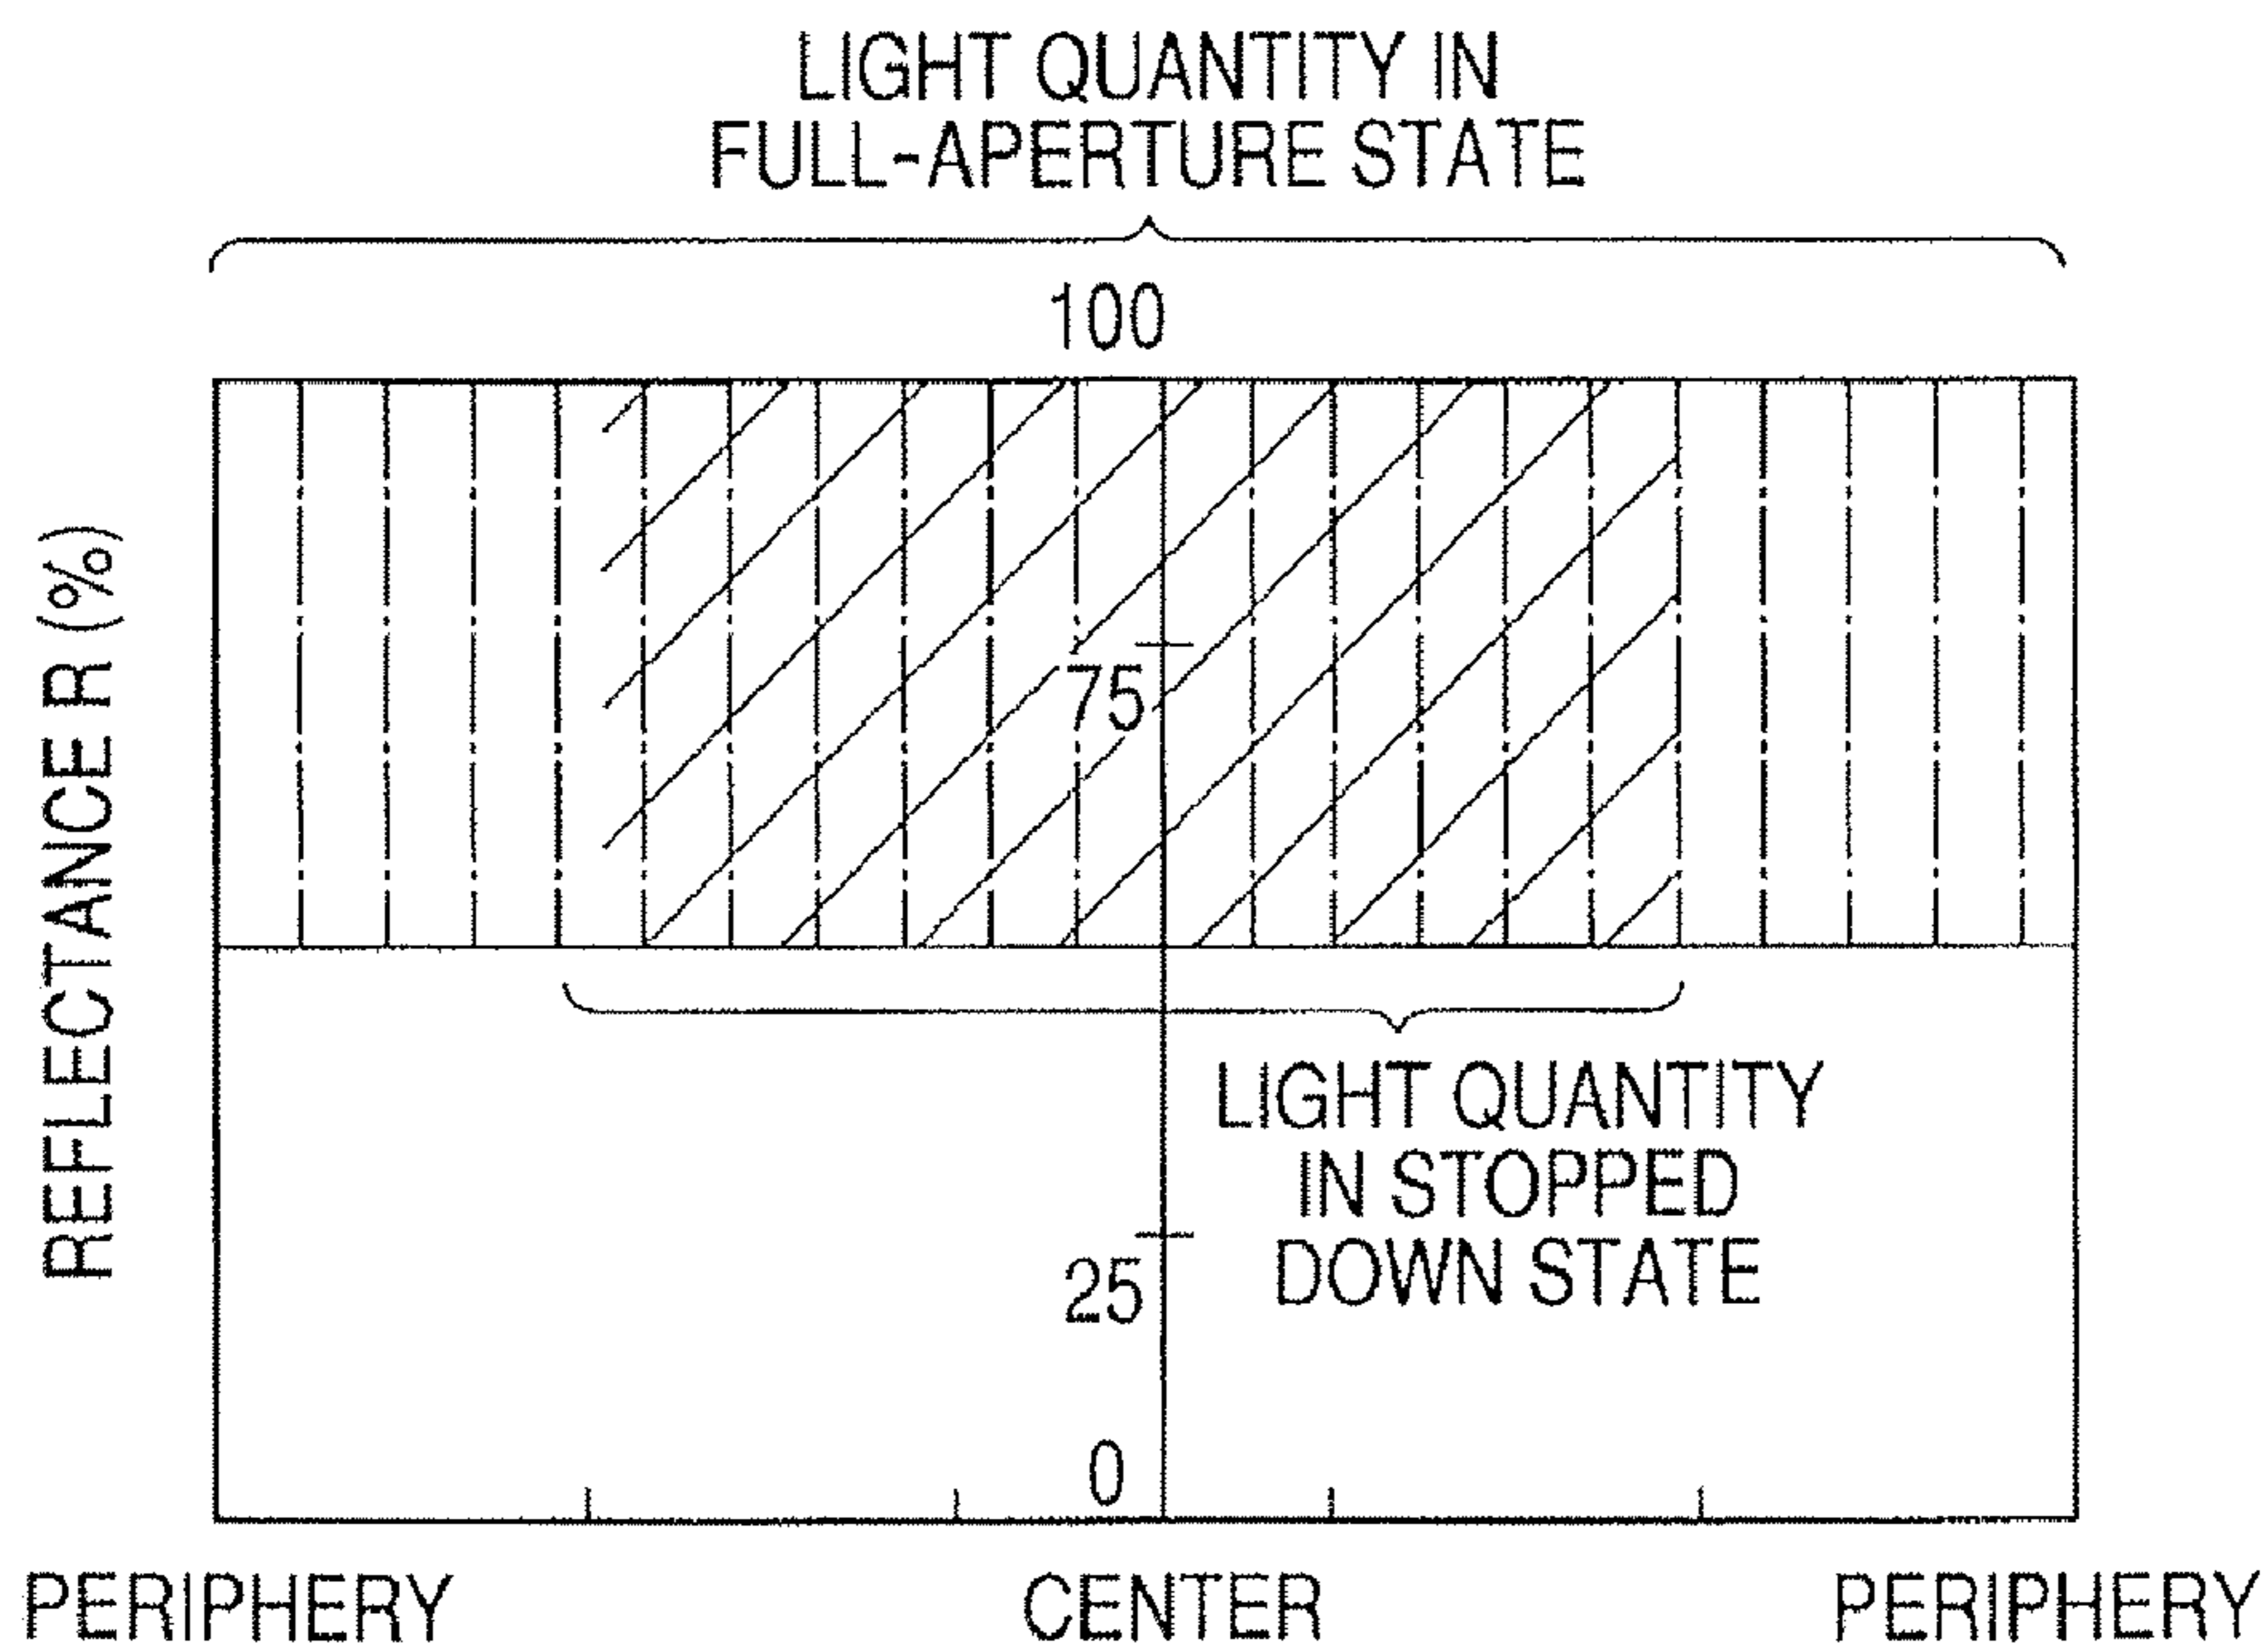 LIGHT QUANTITY IN
FULL-APERTURE STATE
100
REFLECTANCE R (%)
75
LIGHT QUANTITY
IN STOPPED
DOWN STATE
25
0
PERIPHERY
CENTER
PERIPHERY